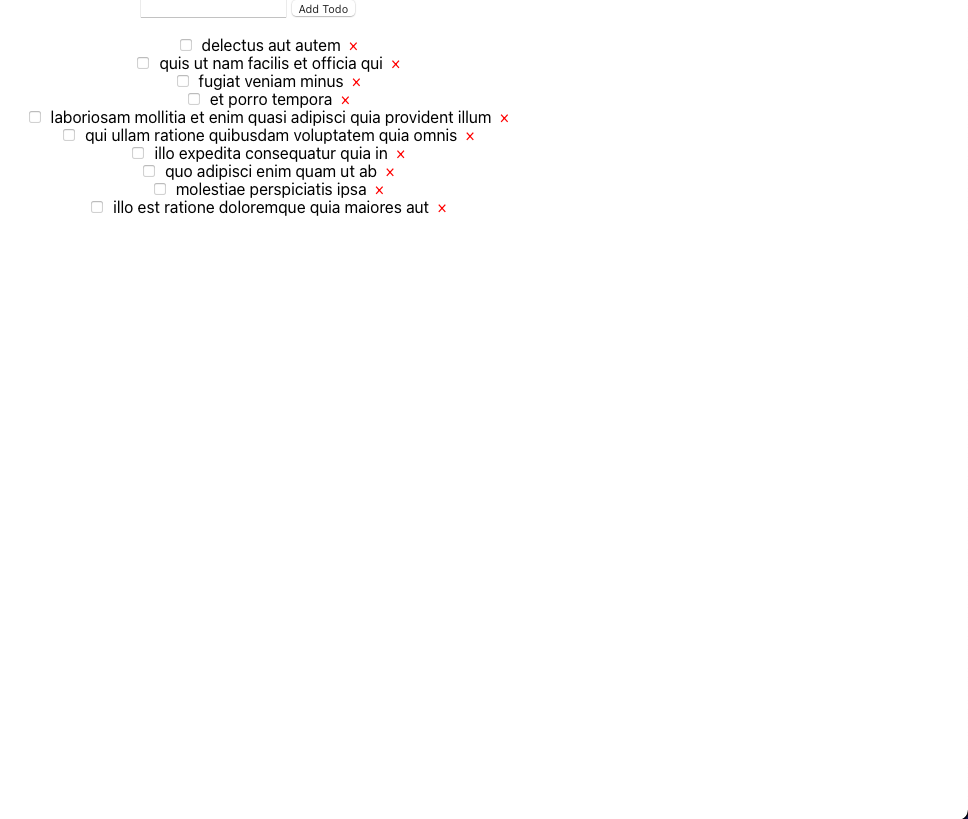 Add Todo
delectus aut autem ×
quis ut nam facilis et officia qui ×
fugiat veniam minus ×
et porro tempora ×
laboriosam mollitia et enim quasi adipisci quia provident illum ×
qui ullam ratione quibusdam voluptatem quia omnis ×
illo expedita consequatur quia in ×
quo adipisci enim quam ut ab ×
molestiae perspiciatis ipsa ×
illo est ratione doloremque quia maiores aut ×